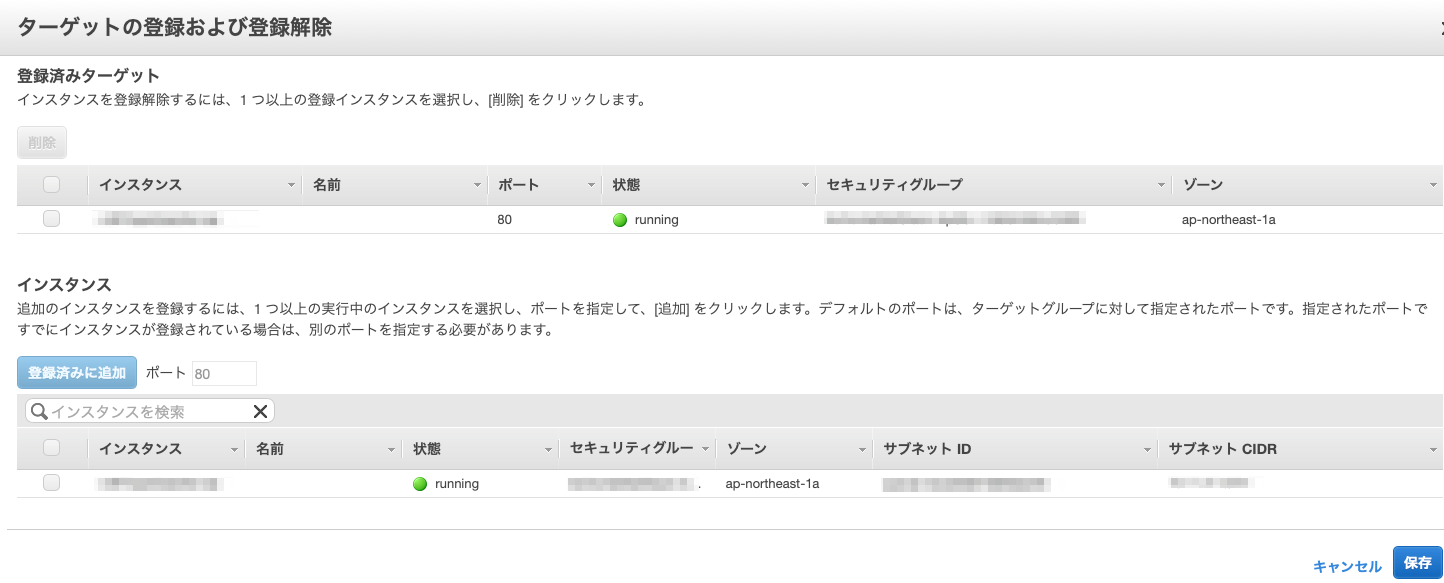 ターゲットの登録および登録解除
登録済みターゲット
インスタンスを登録解除するには、1 つ以上の登録インスタンスを選択し、[削除] をクリックします。
削除
インスタンス 名前 ポート 状態 セキュリティグループ ゾーン
80 running ap-northeast-1a
インスタンス
追加のインスタンスを登録するには、1 つ以上の実行中のインスタンスを選択し、ポートを指定して、[追加] をクリックします。デフォルトのポートは、ターゲットグループに対して指定されたポートです。指定されたポートで
すでにインスタンスが登録されている場合は、別のポートを指定する必要があります。
登録済みに追加 ポート 80
インスタンスを検索
インスタンス 名前 状態 セキュリティグルー ゾーン サブネット ID サブネット CIDR
running . ap-northeast-1a
キャンセル 保存